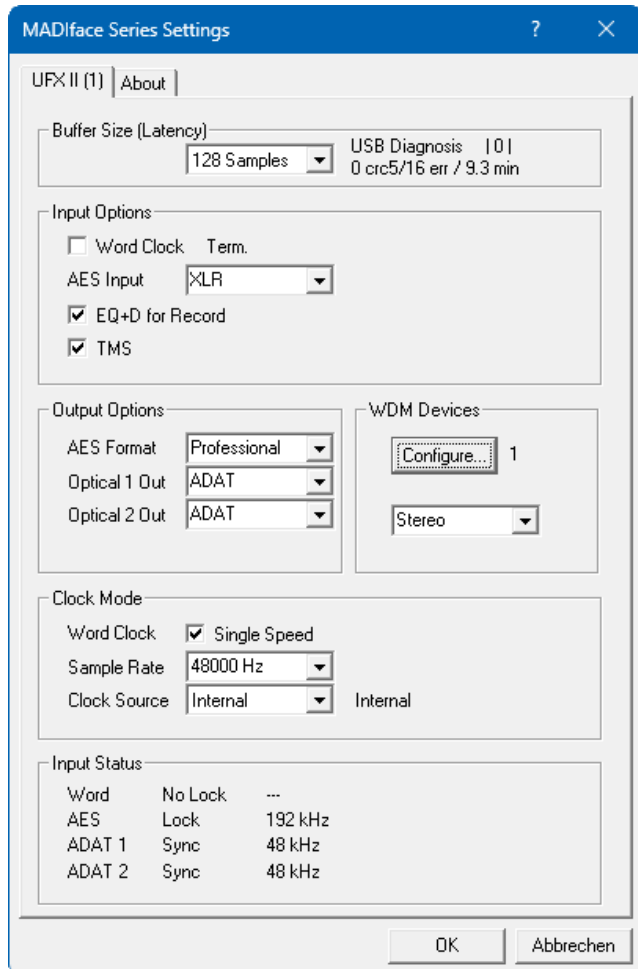 MADIface Series Settings ? ×
UFX II (1) About
Buffer Size (Latency)
128 Samples
USB Diagnosis |0|
0 crc5/16 err / 9.3 min
Input Options
Word Clock Term.
AES Input XLR
EQ+D for Record
TMS
Output Options
AES Format Professional
Optical 1 Out ADAT
Optical 2 Out ADAT
WDM Devices
Configure... 1
Stereo
Clock Mode
Word Clock Single Speed
Sample Rate 48000 Hz
Clock Source Internal Internal
Input Status
Word No Lock ---
AES Lock 192 kHz
ADAT 1 Sync 48 kHz
ADAT 2 Sync 48 kHz
OK Abbrechen